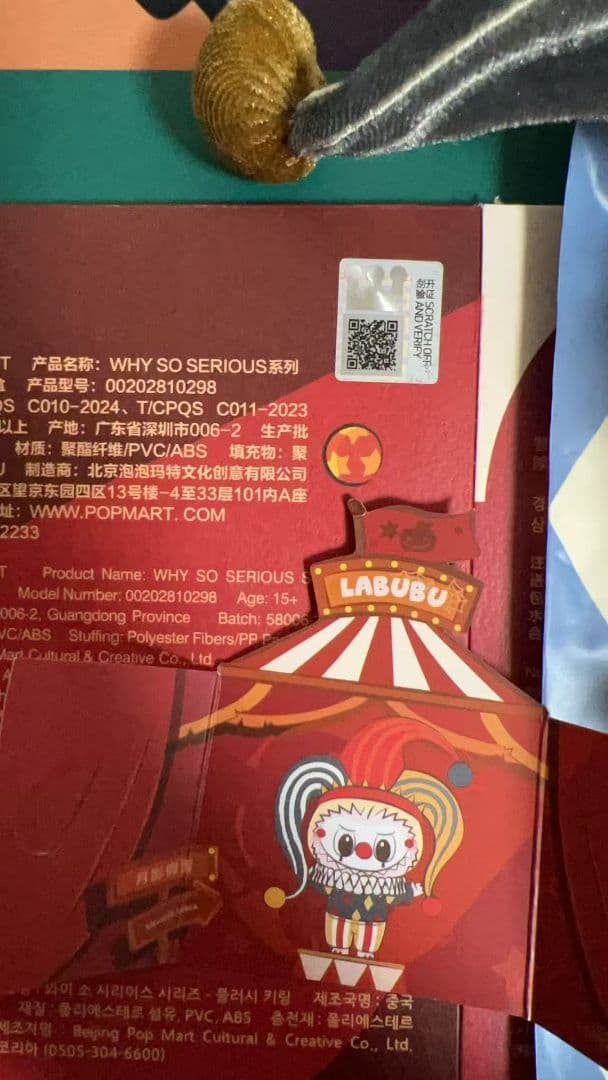 开启 SCRATCH OFF
AND VERIFY
T 产品名称：WHY SO SERIOUS系列
产品型号：00202810298
QS C010-2024、T/CPQS C011-2023
以上 产地：广东省深圳市006-2 生产批
材质：聚酯纤维/PVC/ABS 填充物：聚
制造商：北京泡泡玛特文化创意有限公司
区望京东园四区13号楼-4至33层101内A座
址：WWW.POPMART.COM
2233
T Product Name: WHY SO SERIOUS S
Model Number: 00202810298 Age: 15+
006-2, Guangdong Province Batch: 58006
VC/ABS Stuffing: Polyester Fibers/PP
Mart Cultural & Creative Co., Ltd
LABUBU
와이 소 시리어스 시리즈 - 플러시 키링 제조국명 : 중국
재질 : 폴리에스테르 섬유, PVC, ABS 충전재 : 폴리에스테르
제조자명 : Beijing Pop Mart Cultural & Creative Co., Ltd.
코리아 (0505-304-6600)